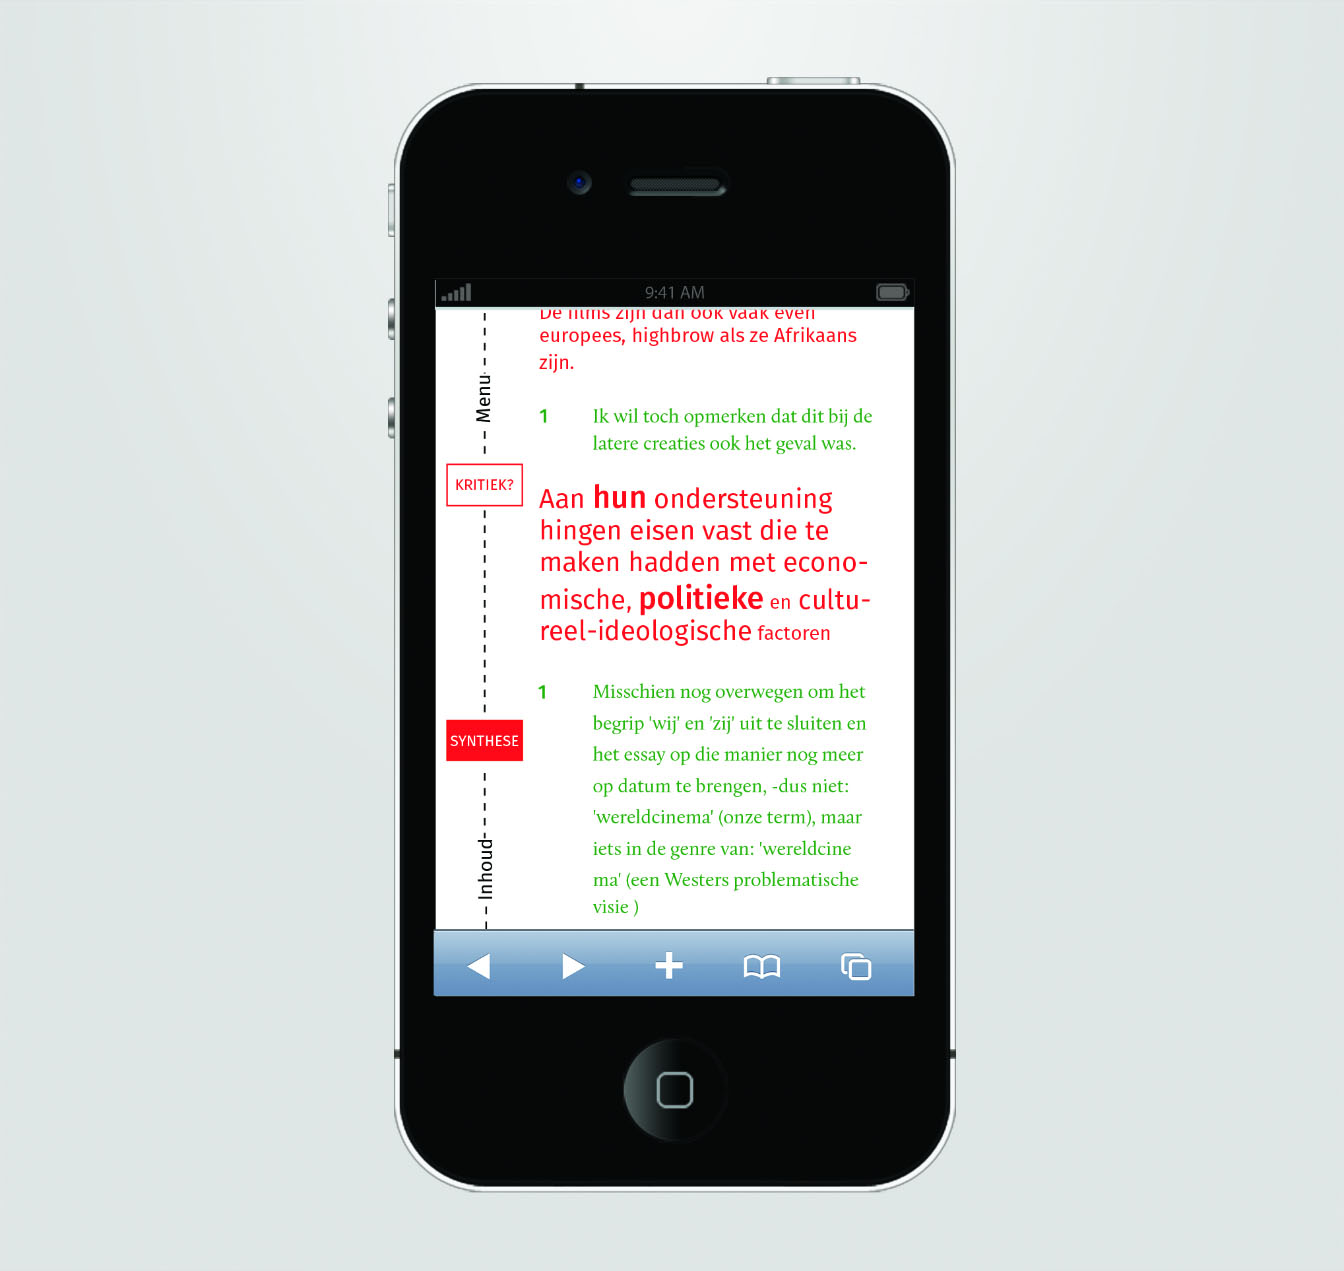 9:41 AM
De films zijn dan ook vaak even
europees, highbrow als ze Afrikaans
zijn.
Menu
1 Ik wil toch opmerken dat dit bij de
latere creaties ook het geval was.
KRITIEK?
Aan hun ondersteuning
hingen eisen vast die te
maken hadden met econo-
mische, politieke en cultu-
reel-ideologische factoren
1 Misschien nog overwegen om het
begrip 'wij' en 'zij' uit te sluiten en
het essay op die manier nog meer
op datum te brengen, -dus niet:
'wereldcinema' (onze term), maar
iets in de genre van: 'wereldcine
ma' (een Westers problematische
visie )
SYNTHESE
Inhoud